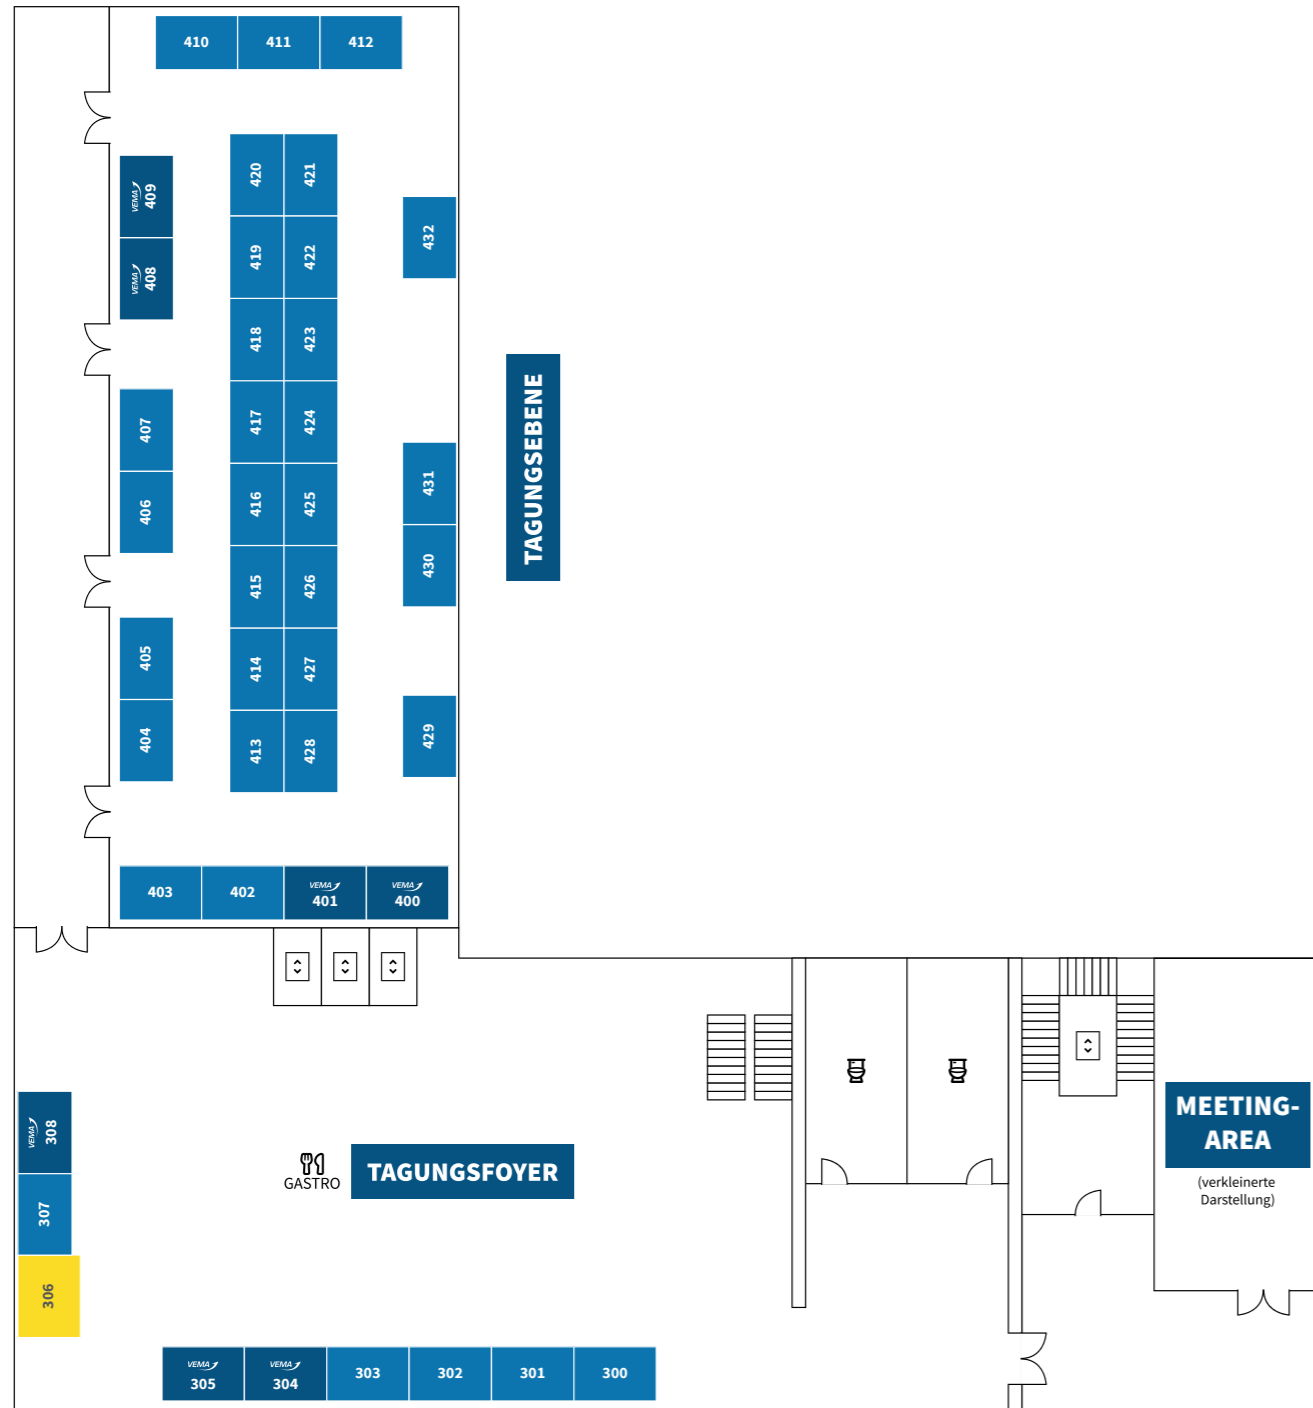 410 411 412
409 VEMA
408 VEMA
420 421
419 422
418 423
417 424
416 425
415 426
414 427
413 428
432
407
406
431
430
405
404
429
TAGUNGSEBENE
403 402 VEMA 401 VEMA 400
VEMA 308
307
306
GASTRO
TAGUNGSFOYER
MEETING-
AREA
(verkleinerte
Darstellung)
VEMA 305 VEMA 304 303 302 301 300